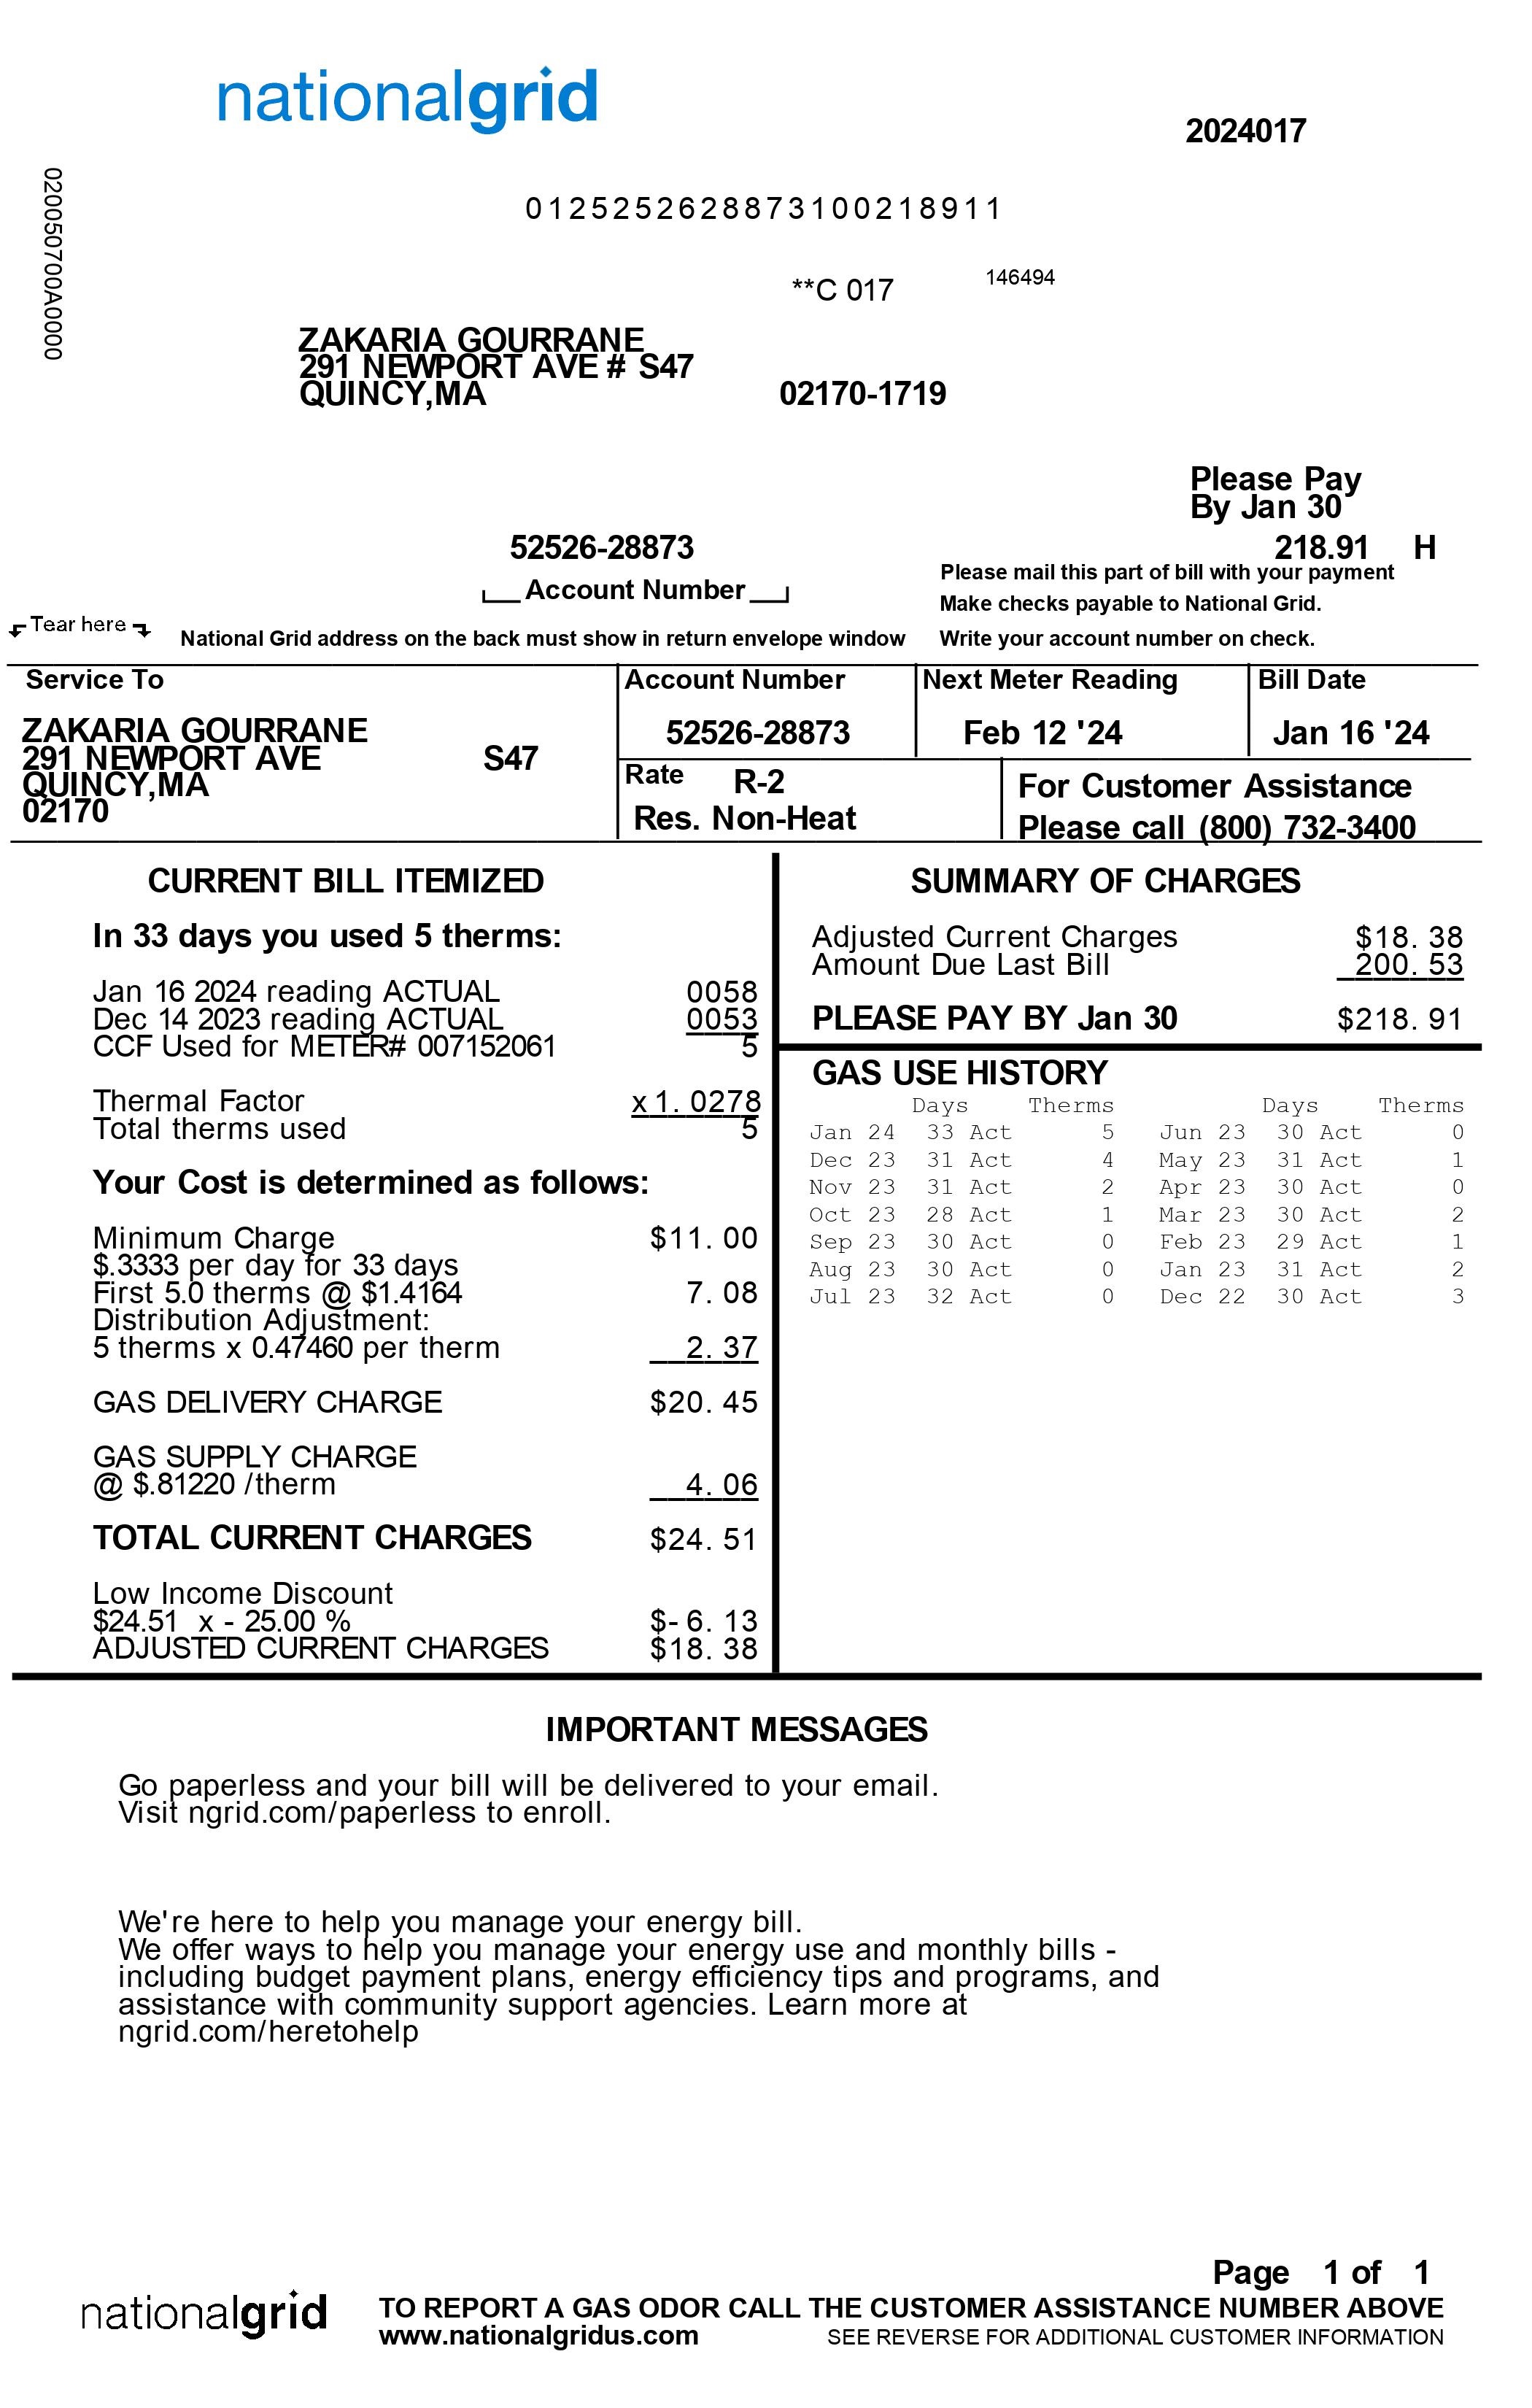 nationalgrid
2024017
020050700A0000
0125252628873100218911
**C 017 146494
ZAKARIA GOURRANE
291 NEWPORT AVE # S47
QUINCY,MA 02170-1719
Please Pay
By Jan 30
52526-28873 218.91 H
Account Number
Please mail this part of bill with your payment
Make checks payable to National Grid.
Tear here National Grid address on the back must show in return envelope window Write your account number on check.
Service To
ZAKARIA GOURRANE
291 NEWPORT AVE S47
QUINCY,MA
02170
Account Number
52526-28873
Next Meter Reading
Feb 12 '24
Bill Date
Jan 16 '24
Rate R-2
Res. Non-Heat
For Customer Assistance
Please call (800) 732-3400
CURRENT BILL ITEMIZED
In 33 days you used 5 therms:
Jan 16 2024 reading ACTUAL 0058
Dec 14 2023 reading ACTUAL 0053
CCF Used for METER# 007152061 5
Thermal Factor x1. 0278
Total therms used 5
Your Cost is determined as follows:
Minimum Charge $11. 00
$.3333 per day for 33 days
First 5.0 therms @ $1.4164 7. 08
Distribution Adjustment:
5 therms x 0.47460 per therm 2. 37
GAS DELIVERY CHARGE $20. 45
GAS SUPPLY CHARGE
@ $.81220 /therm 4. 06
TOTAL CURRENT CHARGES $24. 51
Low Income Discount
$24.51 x - 25.00 % $- 6. 13
ADJUSTED CURRENT CHARGES $18. 38
SUMMARY OF CHARGES
Adjusted Current Charges $18. 38
Amount Due Last Bill 200. 53
PLEASE PAY BY Jan 30 $218. 91
GAS USE HISTORY
Days Therms Days Therms
Jan 24 33 Act 5 Jun 23 30 Act 0
Dec 23 31 Act 4 May 23 31 Act 1
Nov 23 31 Act 2 Apr 23 30 Act 0
Oct 23 28 Act 1 Mar 23 30 Act 2
Sep 23 30 Act 0 Feb 23 29 Act 1
Aug 23 30 Act 0 Jan 23 31 Act 2
Jul 23 32 Act 0 Dec 22 30 Act 3
IMPORTANT MESSAGES
Go paperless and your bill will be delivered to your email.
Visit ngrid.com/paperless to enroll.
We're here to help you manage your energy bill.
We offer ways to help you manage your energy use and monthly bills -
including budget payment plans, energy efficiency tips and programs, and
assistance with community support agencies. Learn more at
ngrid.com/heretohelp
Page 1 of 1
nationalgrid
TO REPORT A GAS ODOR CALL THE CUSTOMER ASSISTANCE NUMBER ABOVE
www.nationalgridus.com SEE REVERSE FOR ADDITIONAL CUSTOMER INFORMATION